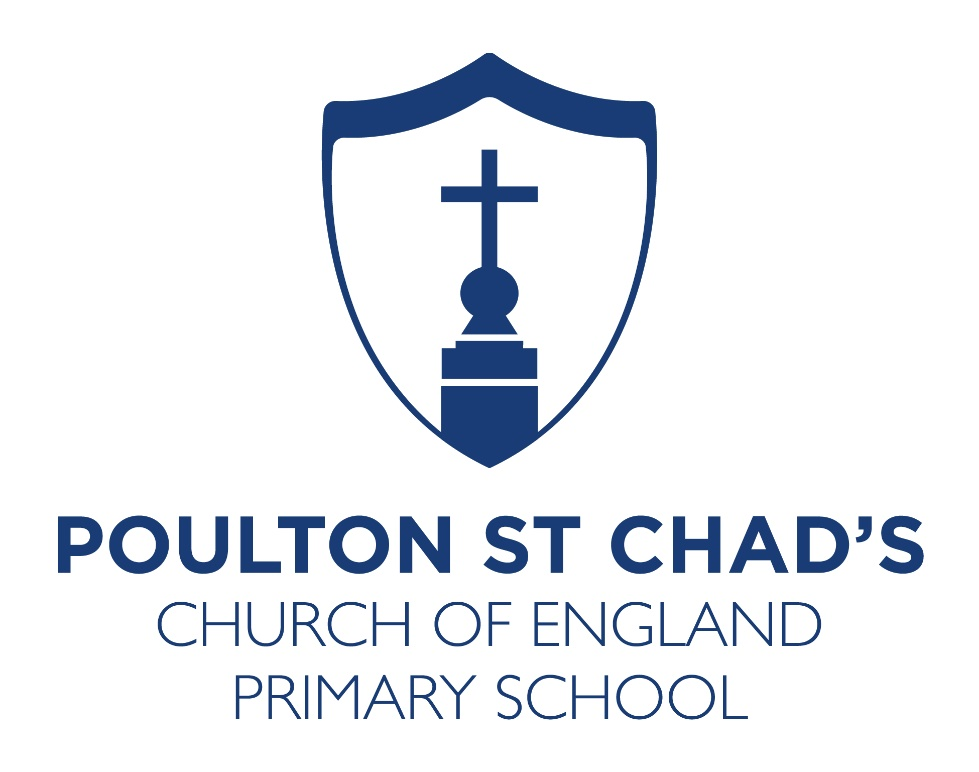 POULTON ST CHAD’S
CHURCH OF ENGLAND
PRIMARY SCHOOL